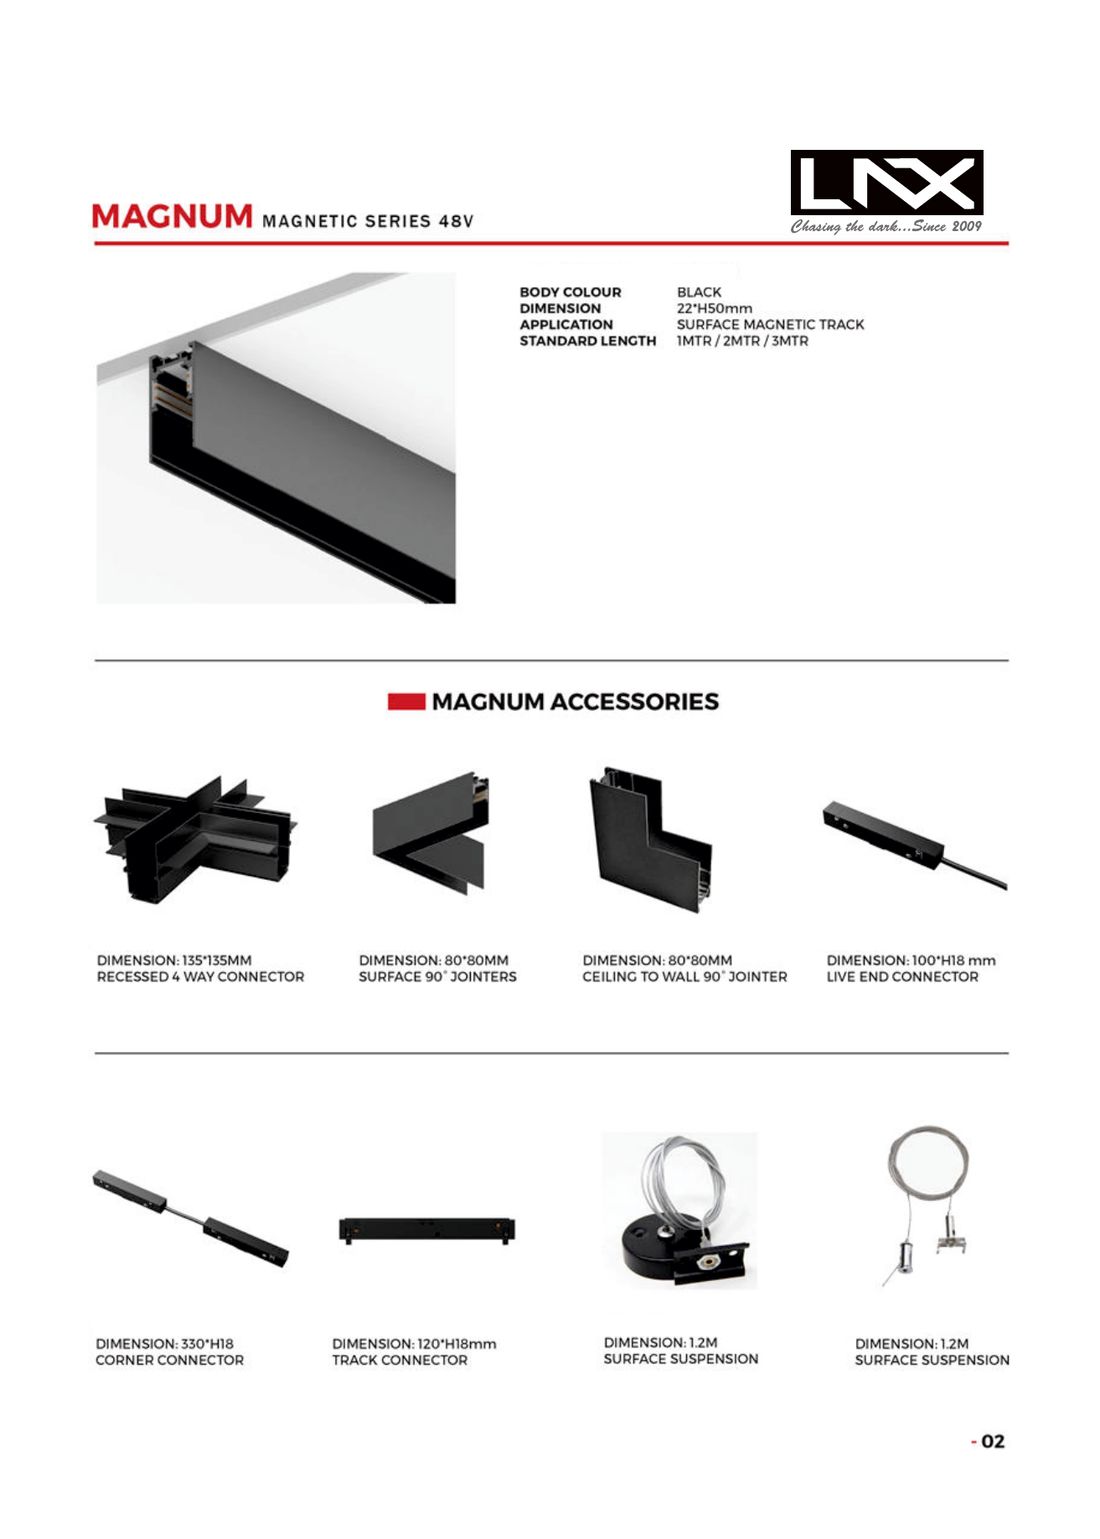 LNX
Chasing the dark...Since 2009
MAGNUM MAGNETIC SERIES 48V
BODY COLOUR BLACK
DIMENSION 22*H50mm
APPLICATION SURFACE MAGNETIC TRACK
STANDARD LENGTH 1MTR / 2MTR / 3MTR
MAGNUM ACCESSORIES
DIMENSION: 135*135MM
RECESSED 4 WAY CONNECTOR
DIMENSION: 80*80MM
SURFACE 90° JOINTERS
DIMENSION: 80*80MM
CEILING TO WALL 90° JOINTER
DIMENSION: 100*H18 mm
LIVE END CONNECTOR
DIMENSION: 330*H18
CORNER CONNECTOR
DIMENSION: 120*H18mm
TRACK CONNECTOR
DIMENSION: 1.2M
SURFACE SUSPENSION
DIMENSION: 1.2M
SURFACE SUSPENSION
- 02